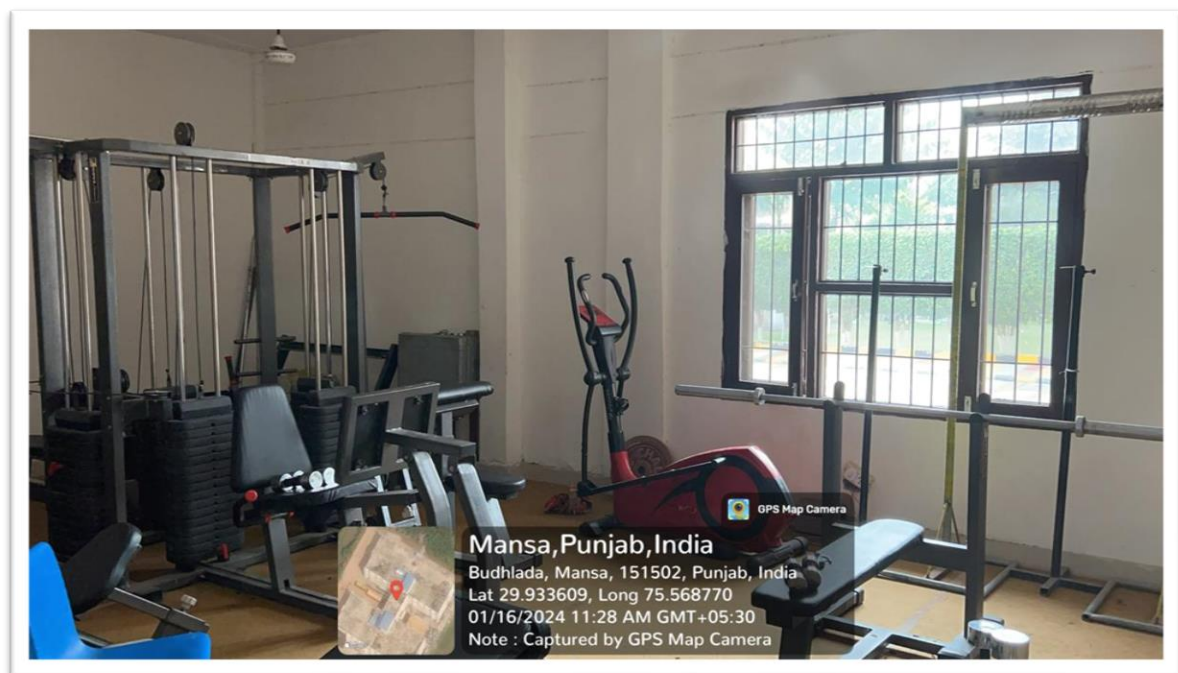 GPS Map Camera
Mansa,Punjab,India
Budhlada, Mansa, 151502, Punjab, India
Lat 29.933609, Long 75.568770
01/16/2024 11:28 AM GMT+05:30
Note : Captured by GPS Map Camera